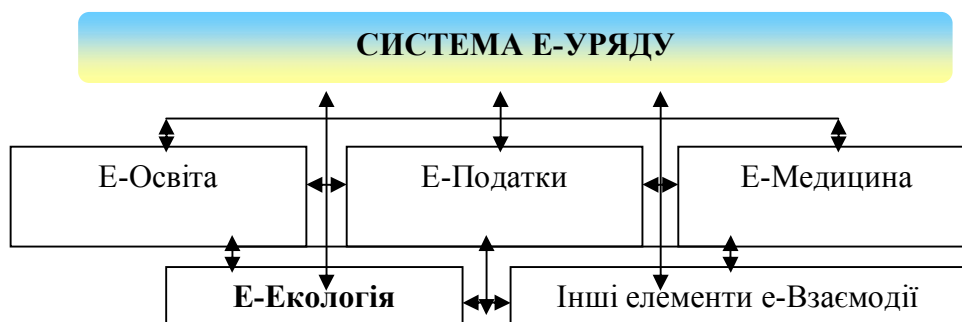 СИСТЕМА Е-УРЯДУ
Е-Освіта
Е-Податки
Е-Медицина
Е-Екологія
Інші елементи е-Взаємодії